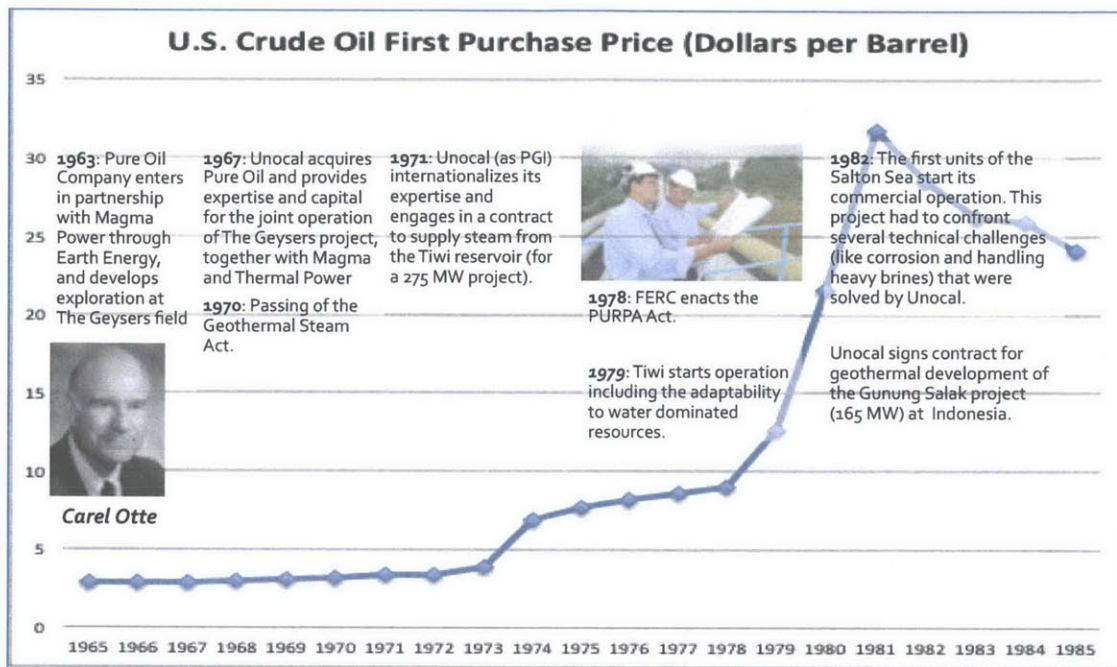 U.S. Crude Oil First Purchase Price (Dollars per Barrel)
35
30
25
20
15
10
5
0
1963: Pure Oil
Company enters
in partnership
with Magma
Power through
Earth Energy,
and develops
exploration at
The Geysers field
Carel Otte
1967: Unocal acquires
Pure Oil and provides
expertise and capital
for the joint operation
of The Geysers project,
together with Magma
and Thermal Power
1970: Passing of the
Geothermal Steam
Act.
1971: Unocal (as PGI)
internationalizes its
expertise and
engages in a contract
to supply steam from
the Tiwi reservoir (for
a 275 MW project).
1978: FERC enacts the
PURPA Act.
1979: Tiwi starts operation
including the adaptability
to water dominated
resources.
1982: The first units of the
Salton Sea start its
commercial operation. This
project had to confront
several technical challenges
(like corrosion and handling
heavy brines) that were
solved by Unocal.
Unocal signs contract for
geothermal development of
the Gunung Salak project
(165 MW) at Indonesia.
1965 1966 1967 1968 1969 1970 1971 1972 1973 1974 1975 1976 1977 1978 1979 1980 1981 1982 1983 1984 1985